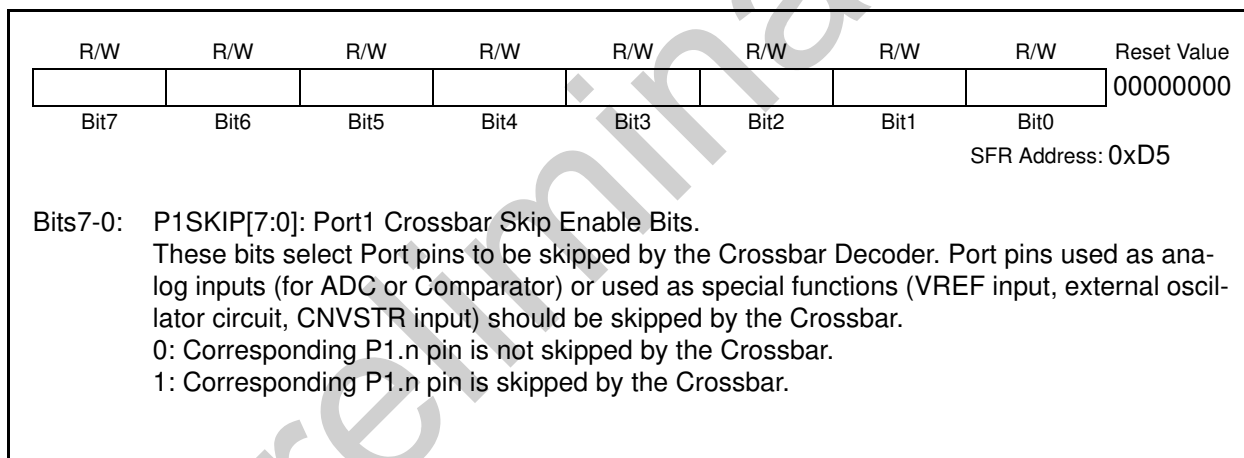 R/W R/W R/W R/W R/W R/W R/W R/W Reset Value
00000000
Bit7 Bit6 Bit5 Bit4 Bit3 Bit2 Bit1 Bit0
SFR Address: 0xD5
Bits7-0: P1SKIP[7:0]: Port1 Crossbar Skip Enable Bits.
These bits select Port pins to be skipped by the Crossbar Decoder. Port pins used as ana-
log inputs (for ADC or Comparator) or used as special functions (VREF input, external oscil-
lator circuit, CNVSTR input) should be skipped by the Crossbar.
0: Corresponding P1.n pin is not skipped by the Crossbar.
1: Corresponding P1.n pin is skipped by the Crossbar.
relimina